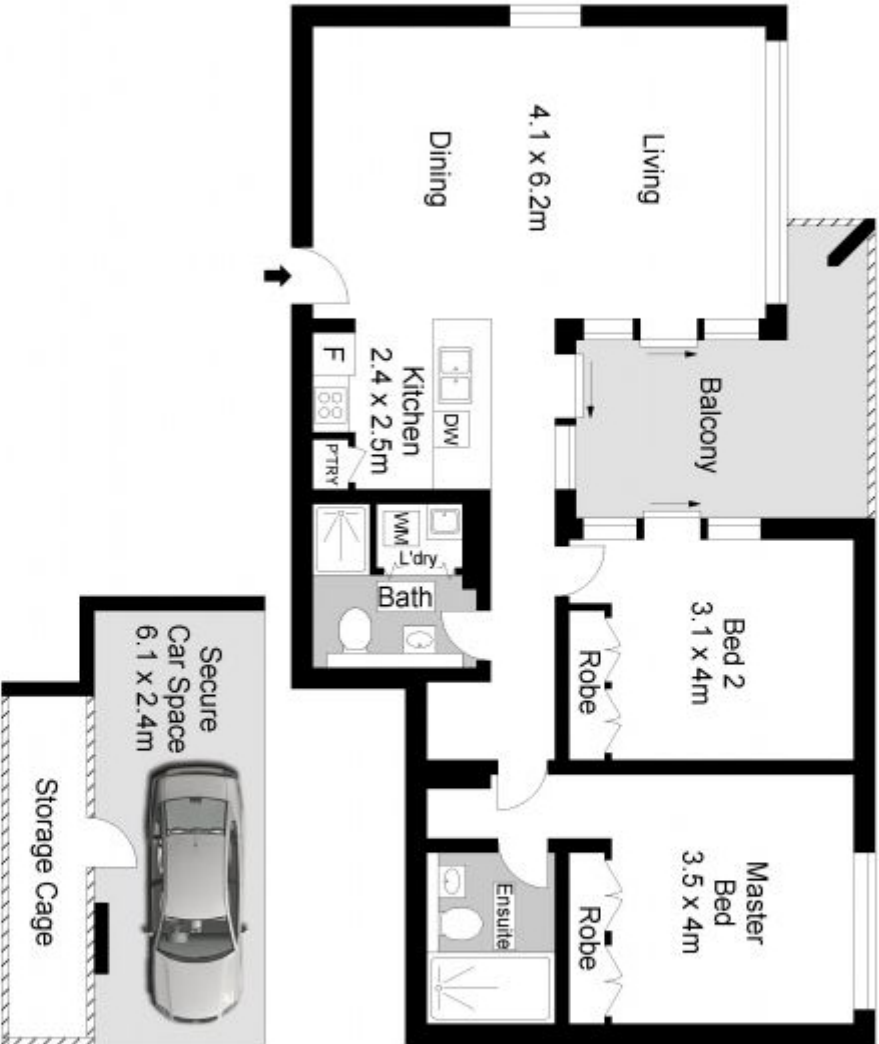 Living
4.1 x 6.2m
Dining
Balcony
Kitchen
2.4 x 2.5m
F
DW
P'TRY
WM
L'dry
Bath
Bed 2
3.1 x 4m
Robe
Master
Bed
3.5 x 4m
Robe
Ensuite
Secure
Car Space
6.1 x 2.4m
Storage Cage